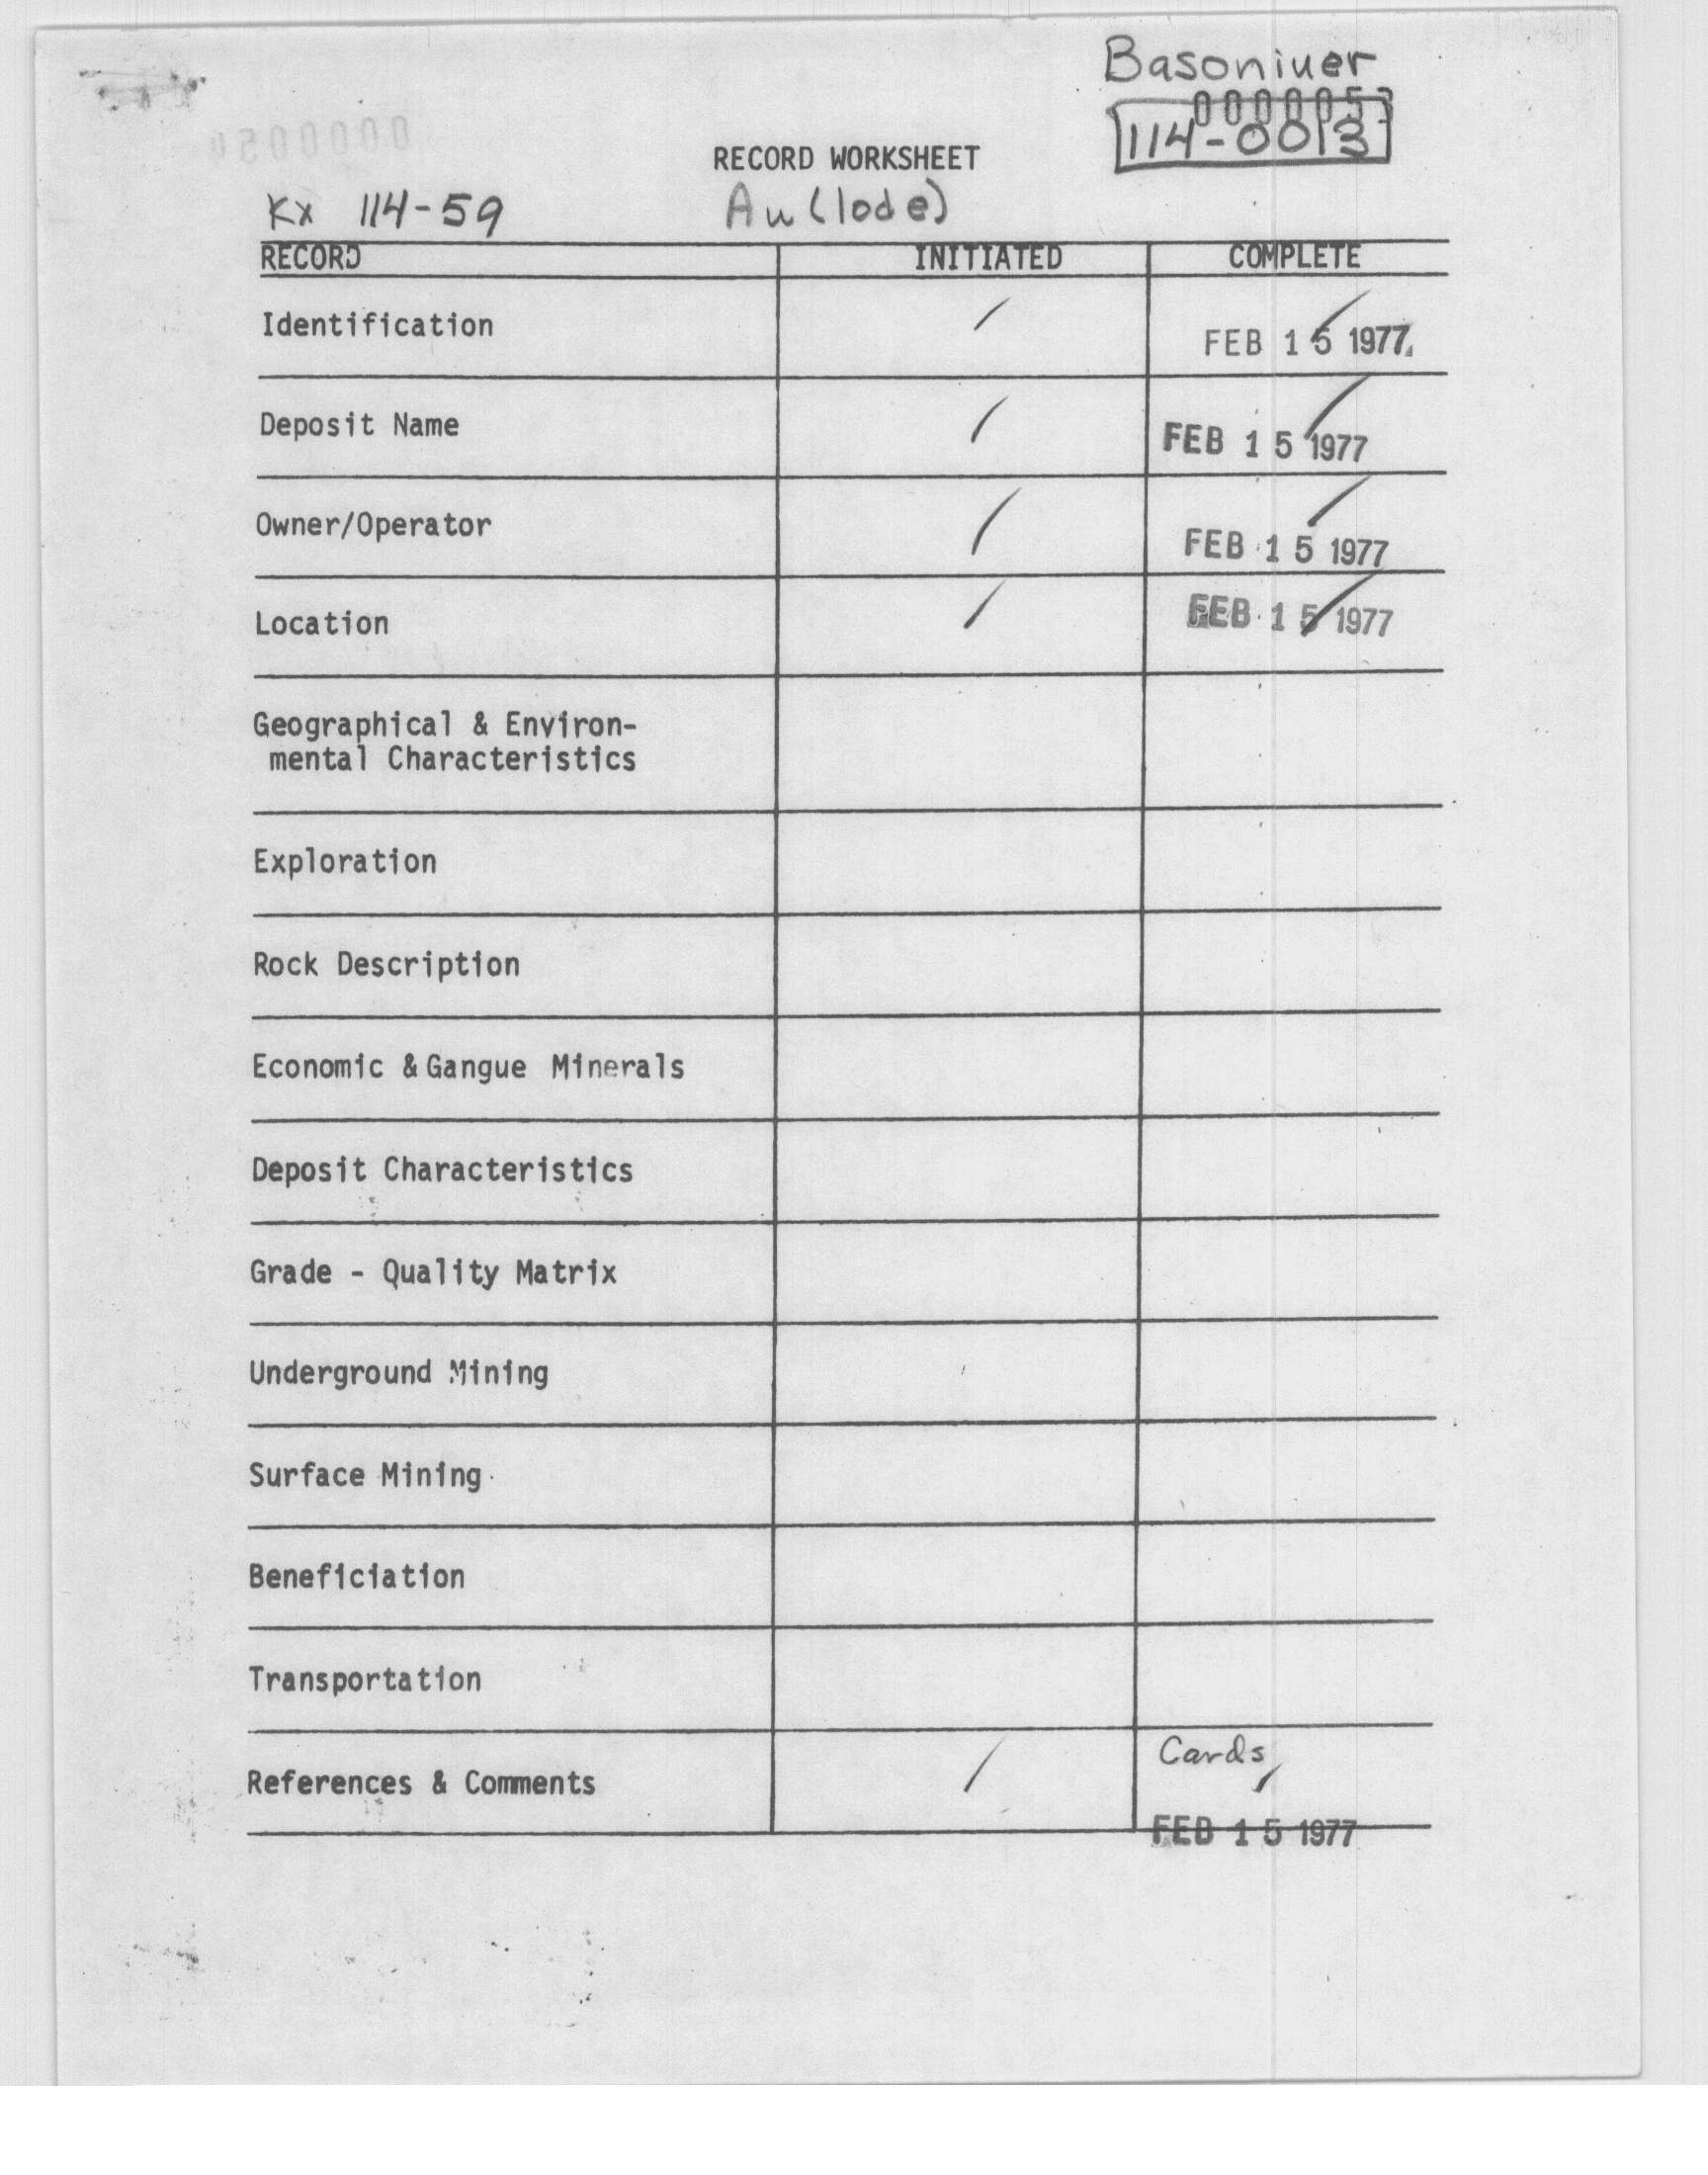 Basoniuer
0000053
114-0013
RECORD WORKSHEET
Kx 114-59
Au (lode)
RECORD INITIATED COMPLETE
Identification / FEB 15 1977
Deposit Name / FEB 15 1977
Owner/Operator / FEB 15 1977
Location / FEB 15 1977
Geographical & Environ-
mental Characteristics
Exploration
Rock Description
Economic & Gangue Minerals
Deposit Characteristics
Grade - Quality Matrix
Underground Mining
Surface Mining
Beneficiation
Transportation
Cards
References & Comments /
FEB 15 1977